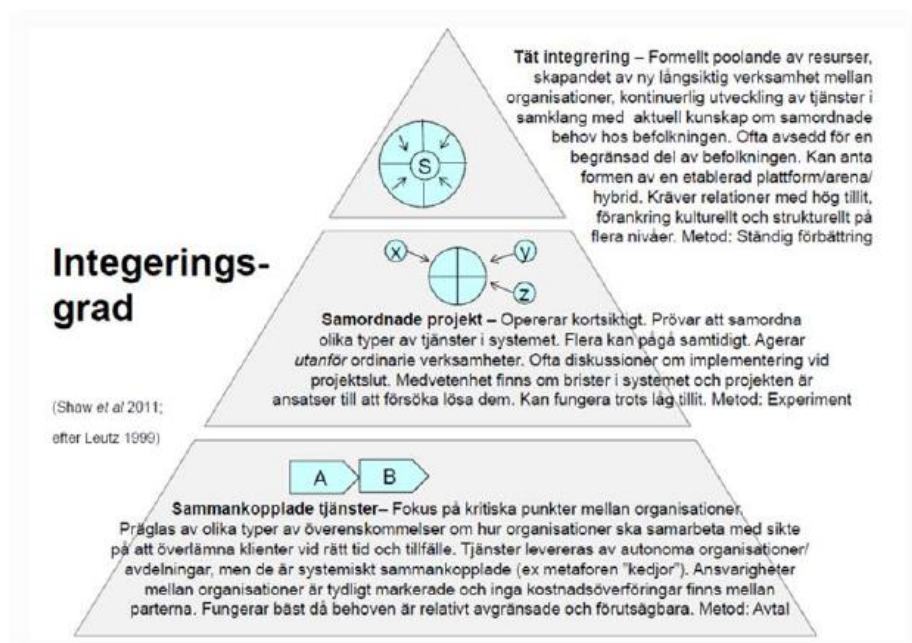 Tät integrering – Formellt poolande av resurser,
skapandet av ny långsiktig verksamhet mellan
organisationer, kontinuerlig utveckling av tjänster i
samklang med aktuell kunskap om samordnade
behov hos befolkningen. Ofta avsedd för en
begränsad del av befolkningen. Kan anta
formen av en etablerad plattform/arena/
hybrid. Kräver relationer med hög tillit,
förankring kulturellt och strukturellt på
flera nivåer. Metod: Ständig förbättring
S
Integerings-
grad
(Shaw et al 2011;
efter Leutz 1999)
x
y
z
Samordnade projekt – Opererar kortsiktigt. Prövar att samordna
olika typer av tjänster i systemet. Flera kan pågå samtidigt. Agerar
utanför ordinarie verksamheter. Ofta diskussioner om implementering vid
projektslut. Medvetenhet finns om brister i systemet och projekten är
ansatser till att försöka lösa dem. Kan fungera trots låg tillit. Metod: Experiment
A
B
Sammankopplade tjänster– Fokus på kritiska punkter mellan organisationer.
Präglas av olika typer av överenskommelser om hur organisationer ska samarbeta med sikte
på att överlämna klienter vid rätt tid och tillfälle. Tjänster levereras av autonoma organisationer/
avdelningar, men de är systemiskt sammankopplade (ex metaforen "kedjor"). Ansvarigheter
mellan organisationer är tydligt markerade och inga kostnadsöverföringar finns mellan
parterna. Fungerar bäst då behoven är relativt avgränsade och förutsägbara. Metod: Avtal